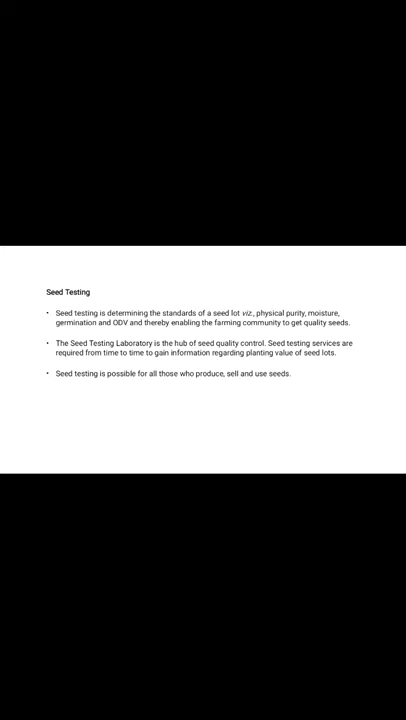 Seed Testing
• Seed testing is determining the standards of a seed lot viz., physical purity, moisture,
germination and ODV and thereby enabling the farming community to get quality seeds.
• The Seed Testing Laboratory is the hub of seed quality control. Seed testing services are
required from time to time to gain information regarding planting value of seed lots.
• Seed testing is possible for all those who produce, sell and use seeds.